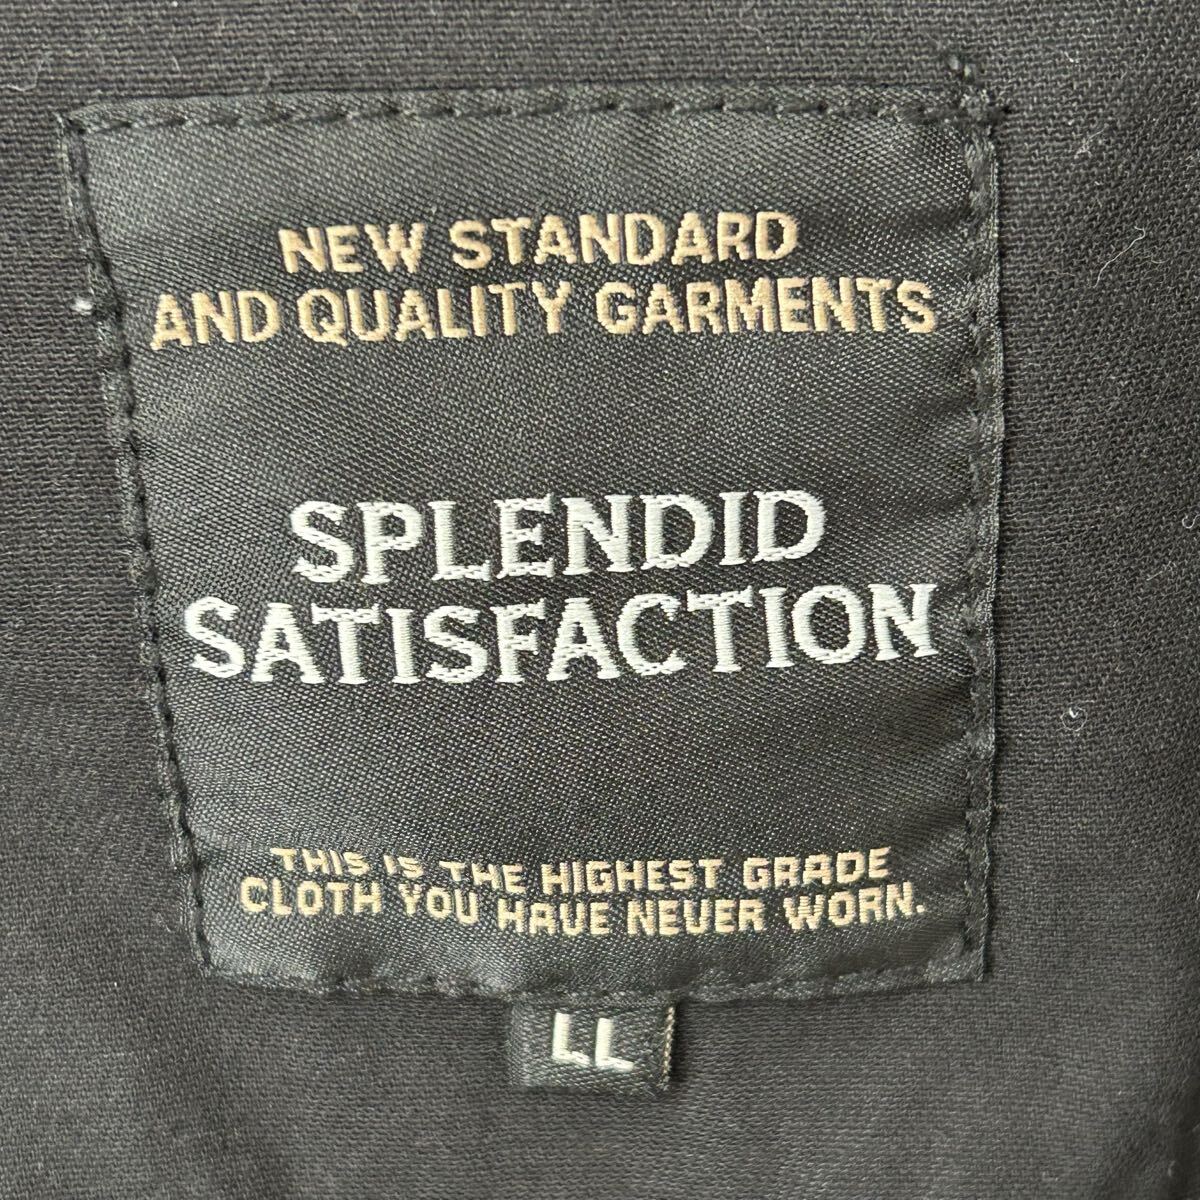 NEW STANDARD
AND QUALITY GARMENTS
SPLENDID
SATISFACTION
THIS IS THE HIGHEST GRADE
CLOTH YOU HAVE NEVER WORN.
LL